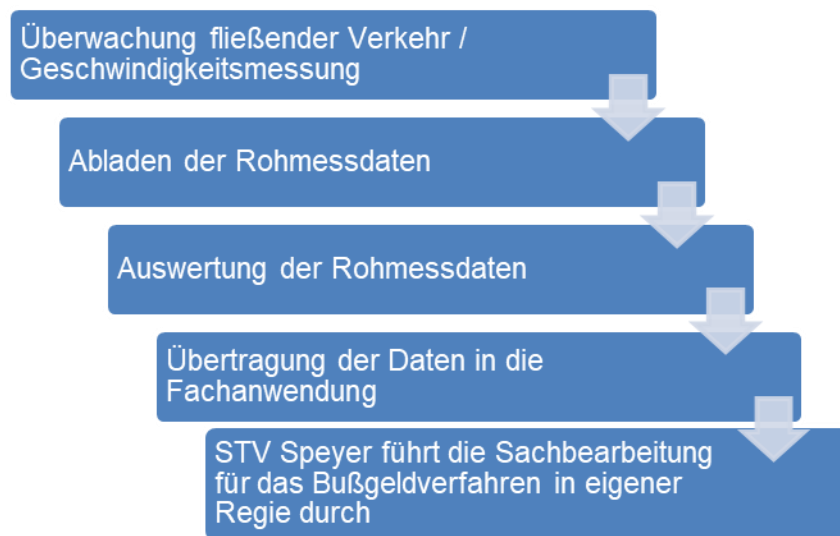 Überwachung fließender Verkehr /
Geschwindigkeitsmessung
Abladen der Rohmessdaten
Auswertung der Rohmessdaten
Übertragung der Daten in die
Fachanwendung
STV Speyer führt die Sachbearbeitung
für das Bußgeldverfahren in eigener
Regie durch